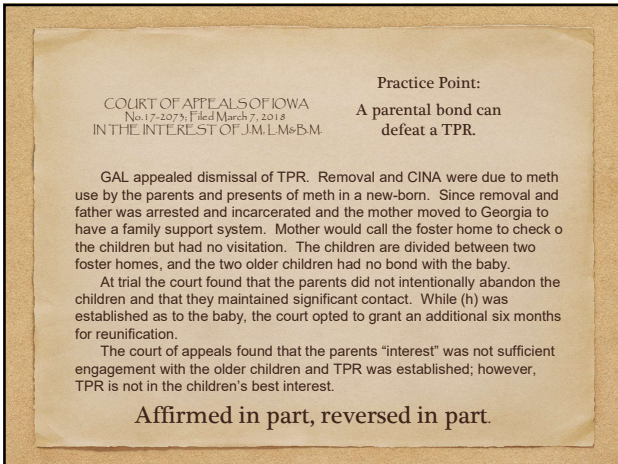 COURT OF APPEALS OF IOWA
No.17-2073; Filed March 7, 2018
IN THE INTEREST OF J.M. L.M&B.M.
Practice Point:
A parental bond can
defeat a TPR.
GAL appealed dismissal of TPR. Removal and CINA were due to meth
use by the parents and presents of meth in a new-born. Since removal and
father was arrested and incarcerated and the mother moved to Georgia to
have a family support system. Mother would call the foster home to check o
the children but had no visitation. The children are divided between two
foster homes, and the two older children had no bond with the baby.
At trial the court found that the parents did not intentionally abandon the
children and that they maintained significant contact. While (h) was
established as to the baby, the court opted to grant an additional six months
for reunification.
The court of appeals found that the parents “interest” was not sufficient
engagement with the older children and TPR was established; however,
TPR is not in the children’s best interest.
Affirmed in part, reversed in part.